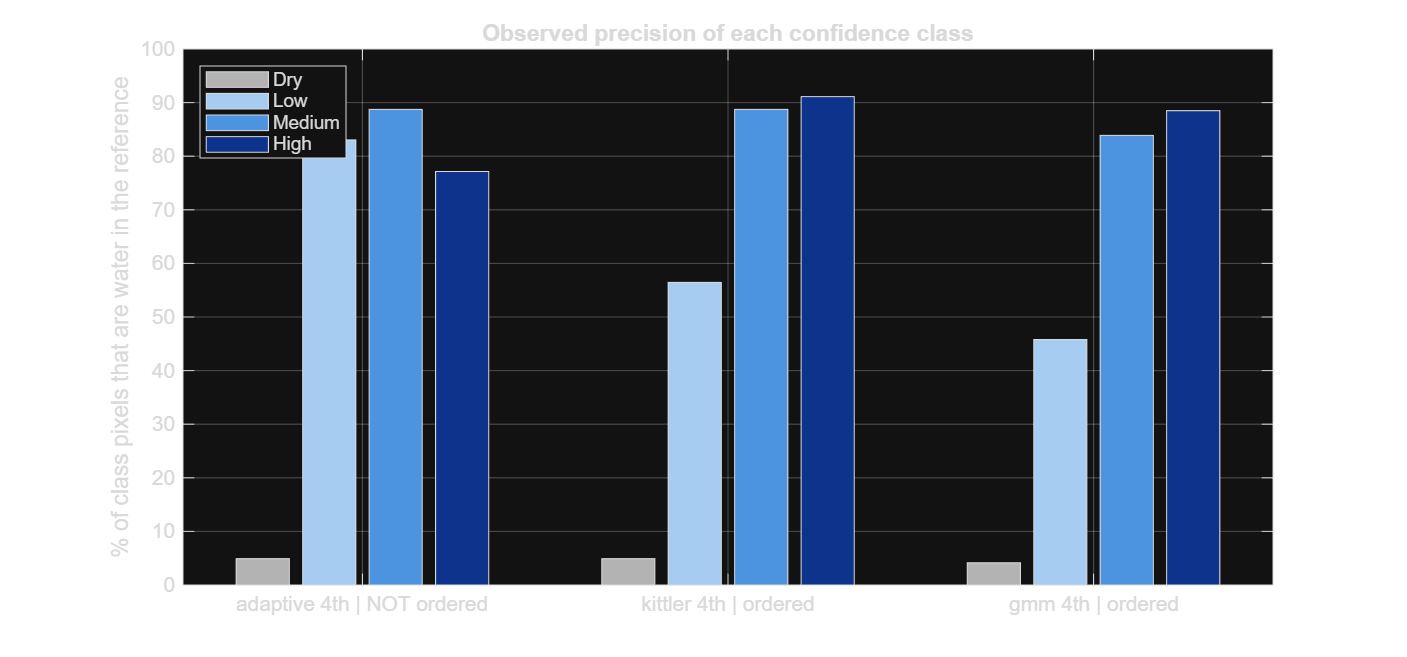 Observed precision of each confidence class
% of class pixels that are water in the reference
100
90
80
70
60
50
40
30
20
10
0
Dry
Low
Medium
High
adaptive 4th | NOT ordered
kittler 4th | ordered
gmm 4th | ordered